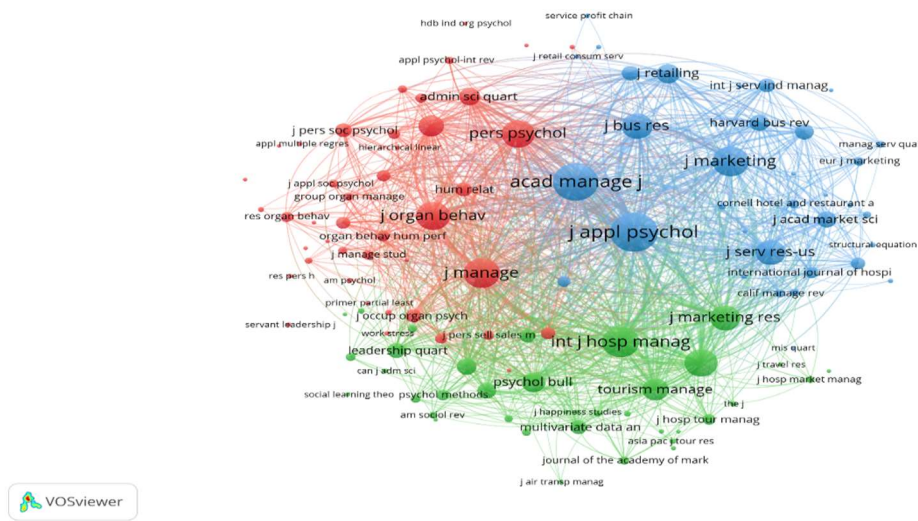 service profit chain
hdb ind org psychol
j retail consum serv
appl psychol-int rev
j retailing
int j serv ind manag
admin sci quart
j bus res
harvard bus rev
j pers soc psychol
pers psychol
appl multiple regres
hierarchical linear
manag serv qua
j marketing
eur j marketing
acad manage j
j appl soc psychol
hum relat
group organ manage
cornell hotel and restaurant a
res organ behav
j organ behav
j acad market sci
j appl psychol
organ behav hum perf
structural equation
j manage stud
j serv res-us
j manage
international journal of hospi
res pers h
am psychol
calif manage rev
primer partial least
j occup organ psych
j marketing res
servant leadership j
work stress
j pers sell sales m
int j hosp manag
leadership quart
mis quart
j travel res
can j adm sci
psychol bull
j hosp market manag
tourism manage
social learning theo
psychol methods
the j
am sociol rev
j happiness studies
j hosp tour manag
multivariate data an
asia pac j tour res
journal of the academy of mark
j air transp manag
VOSviewer